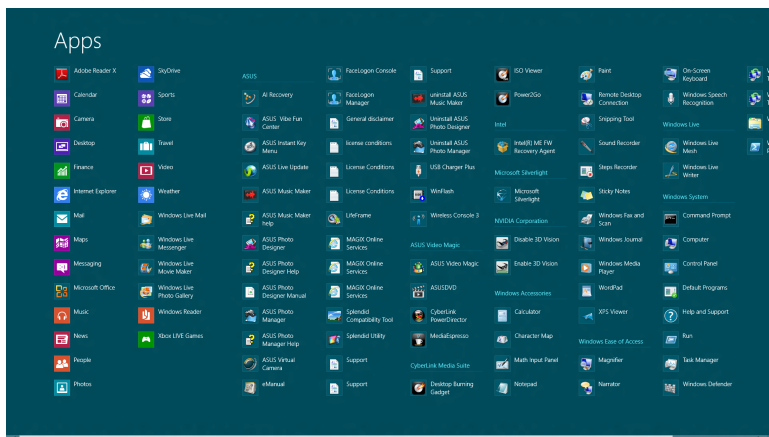 Apps
Adobe Reader X
Calendar
Camera
Desktop
Finance
Internet Explorer
Mail
Maps
Messaging
Microsoft Office
Music
News
People
Photos
SkyDrive
Sports
Store
Travel
Video
Weather
Windows Live Mail
Windows Live
Messenger
Windows Live
Movie Maker
Windows Live
Photo Gallery
Windows Reader
Xbox LIVE Games
ASUS
AI Recovery
ASUS Vibe Fun
Center
ASUS Instant Key
Menu
ASUS Live Update
ASUS Music Maker
ASUS Music Maker
help
ASUS Photo
Designer
ASUS Photo
Designer Help
ASUS Photo
Designer Manual
ASUS Photo
Manager
ASUS Photo
Manager Help
ASUS Virtual
Camera
eManual
FaceLogon Console
FaceLogon
Manager
General disclaimer
license conditions
License Conditions
License Conditions
LifeFrame
MAGIX Online
Services
MAGIX Online
Services
MAGIX Online
Services
Splendid
Compatibility Tool
Splendid Utility
Support
Support
Support
uninstall ASUS
Music Maker
Uninstall ASUS
Photo Designer
Uninstall ASUS
Photo Manager
USB Charger Plus
WinFlash
Wireless Console 3
ASUS Video Magic
ASUS Video Magic
ASUSDVD
CyberLink
PowerDirector
MediaEspresso
CyberLink Media Suite
Desktop Burning
Gadget
ISO Viewer
Power2Go
Intel
Intel(R) ME FW
Recovery Agent
Microsoft Silverlight
Microsoft
Silverlight
NVIDIA Corporation
Disable 3D Vision
Enable 3D Vision
Windows Accessories
Calculator
Character Map
Math Input Panel
Notepad
Paint
Remote Desktop
Connection
Snipping Tool
Sound Recorder
Steps Recorder
Sticky Notes
Windows Fax and
Scan
Windows Journal
Windows Media
Player
WordPad
XPS Viewer
Windows Ease of Access
Magnifier
Narrator
On-Screen
Keyboard
Windows Speech
Recognition
Windows Live
Windows Live
Mesh
Windows Live
Writer
Windows System
Command Prompt
Computer
Control Panel
Default Programs
Help and Support
Run
Task Manager
Windows Defender